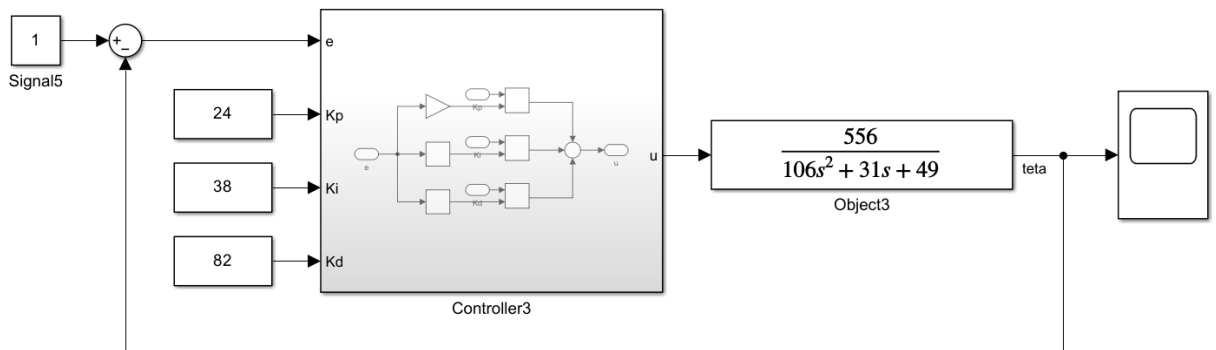 1
Signal5
+
−
e
24
Kp
38
Ki
82
Kd
e
Kp
Ki
Kd
u
u
Controller3
556
106s² + 31s + 49
Object3
teta